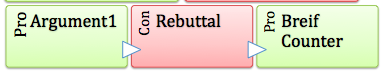 Pro Argument1
Con Rebuttal
Pro Breif
Counter